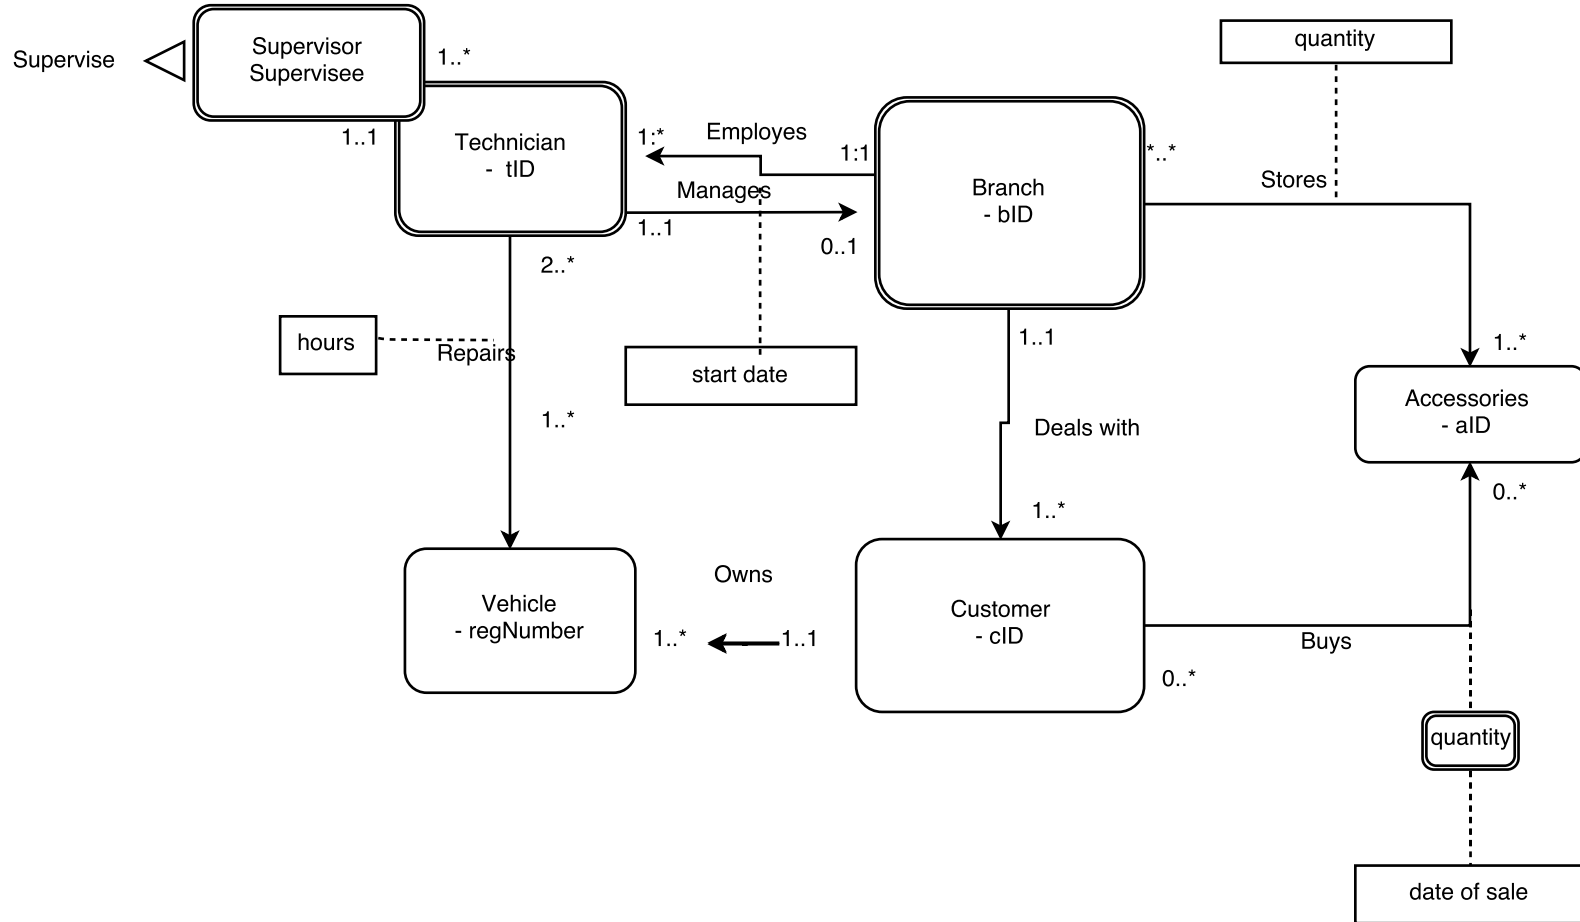 Supervise
Supervisor
Supervisee
1..*
1..1
Technician
- tID
1:*
Employes
1:1
Manages
1..1
0..1
Branch
- bID
*..*
Stores
quantity
2..*
hours
Repairs
start date
1..1
Deals with
1..*
1..*
1..*
Accessories
- aID
0..*
Vehicle
- regNumber
Owns
1..*
1..1
Customer
- cID
Buys
0..*
quantity
date of sale